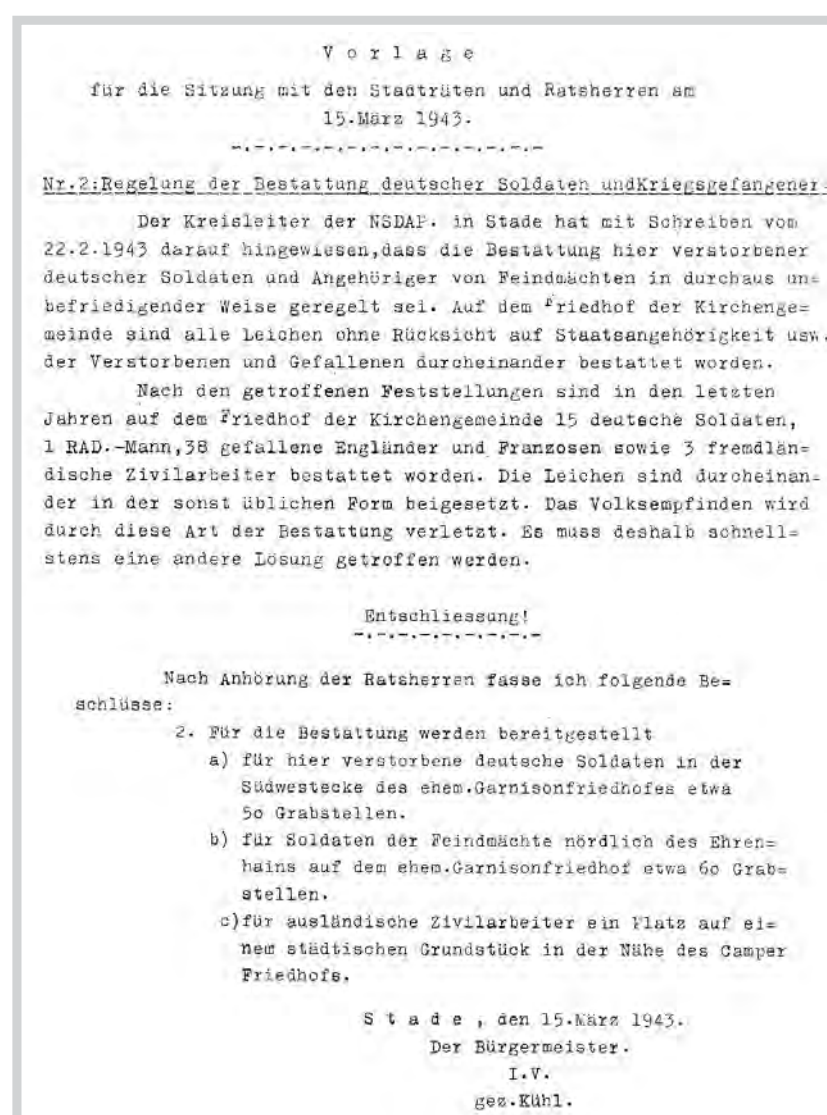 V o r l a g e
für die Sitzung mit den Stadträten und Ratsherren am
15.März 1943.
-.-.-.-.-.-.-.-.-.-.-.-.-
Nr.2:Regelung der Bestattung deutscher Soldaten undKriegsgefangener=
Der Kreisleiter der NSDAP. in Stade hat mit Schreiben vom
22.2.1943 darauf hingewiesen,dass die Bestattung hier verstorbener
deutscher Soldaten und Angehöriger von Feindmächten in durchaus un=
befriedigender Weise geregelt sei. Auf dem Friedhof der Kirchenge=
meinde sind alle Leichen ohne Rücksicht auf Staatsangehörigkeit usw.
der Verstorbenen und Gefallenen durcheinander bestattet worden.
Nach den getroffenen Feststellungen sind in den letzten
Jahren auf dem Friedhof der Kirchengemeinde 15 deutsche Soldaten,
1 RAD.-Mann,38 gefallene Engländer und Franzosen sowie 3 fremdlän=
dische Zivilarbeiter bestattet worden. Die Leichen sind durcheinan=
der in der sonst üblichen Form beigesetzt. Das Volksempfinden wird
durch diese Art der Bestattung verletzt. Es muss deshalb schnell=
stens eine andere Lösung getroffen werden.
Entschliessung!
-.-.-.-.-.-.-.-.-
Nach Anhörung der Ratsherren fasse ich folgende Be=
schlüsse:
2. Für die Bestattung werden bereitgestellt
a) für hier verstorbene deutsche Soldaten in der
Südwestecke des ehem.Garnisonfriedhofes etwa
5o Grabstellen.
b) für Soldaten der Feindmächte nördlich des Ehren=
hains auf dem ehem.Garnisonfriedhof etwa 6o Grab=
stellen.
c)für ausländische Zivilarbeiter ein Platz auf ei=
nem städtischen Grundstück in der Nähe des Camper
Friedhofs.
S t a d e , den 15.März 1943.
Der Bürgermeister.
I.V.
gez.Kühl.